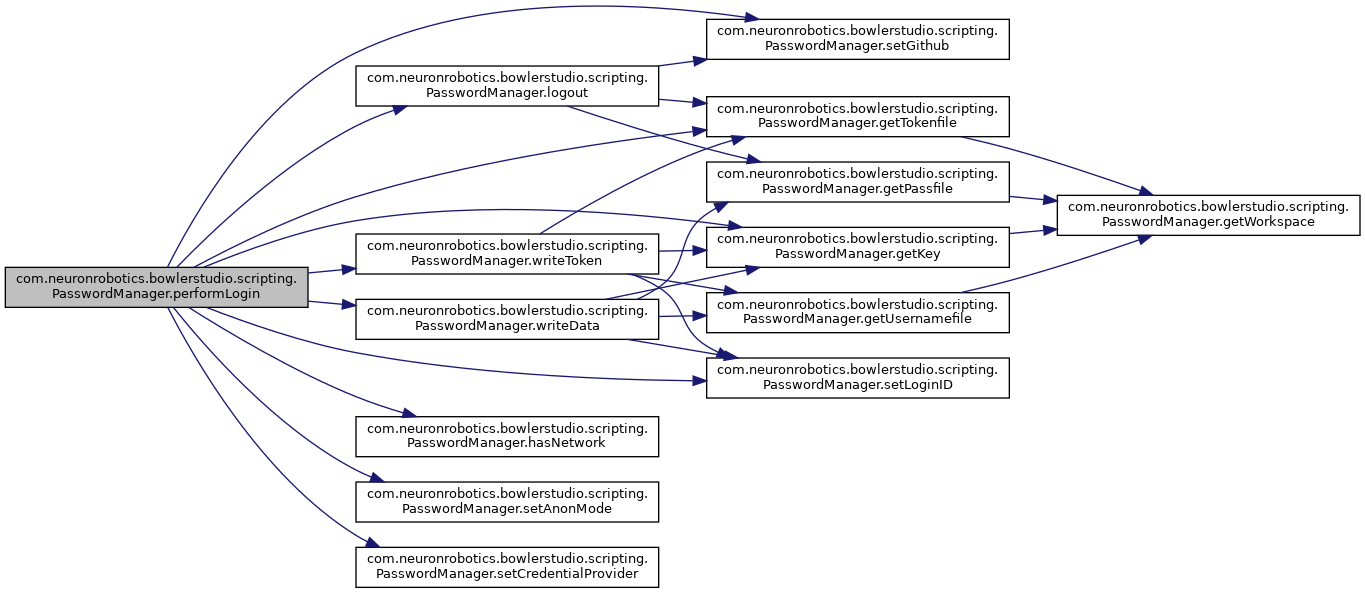 com.neuronrobotics.bowlerstudio.scripting.
PasswordManager.performLogin
com.neuronrobotics.bowlerstudio.scripting.
PasswordManager.logout
com.neuronrobotics.bowlerstudio.scripting.
PasswordManager.writeToken
com.neuronrobotics.bowlerstudio.scripting.
PasswordManager.writeData
com.neuronrobotics.bowlerstudio.scripting.
PasswordManager.hasNetwork
com.neuronrobotics.bowlerstudio.scripting.
PasswordManager.setAnonMode
com.neuronrobotics.bowlerstudio.scripting.
PasswordManager.setCredentialProvider
com.neuronrobotics.bowlerstudio.scripting.
PasswordManager.setGithub
com.neuronrobotics.bowlerstudio.scripting.
PasswordManager.getTokenfile
com.neuronrobotics.bowlerstudio.scripting.
PasswordManager.getPassfile
com.neuronrobotics.bowlerstudio.scripting.
PasswordManager.getKey
com.neuronrobotics.bowlerstudio.scripting.
PasswordManager.getUsernamefile
com.neuronrobotics.bowlerstudio.scripting.
PasswordManager.setLoginID
com.neuronrobotics.bowlerstudio.scripting.
PasswordManager.getWorkspace